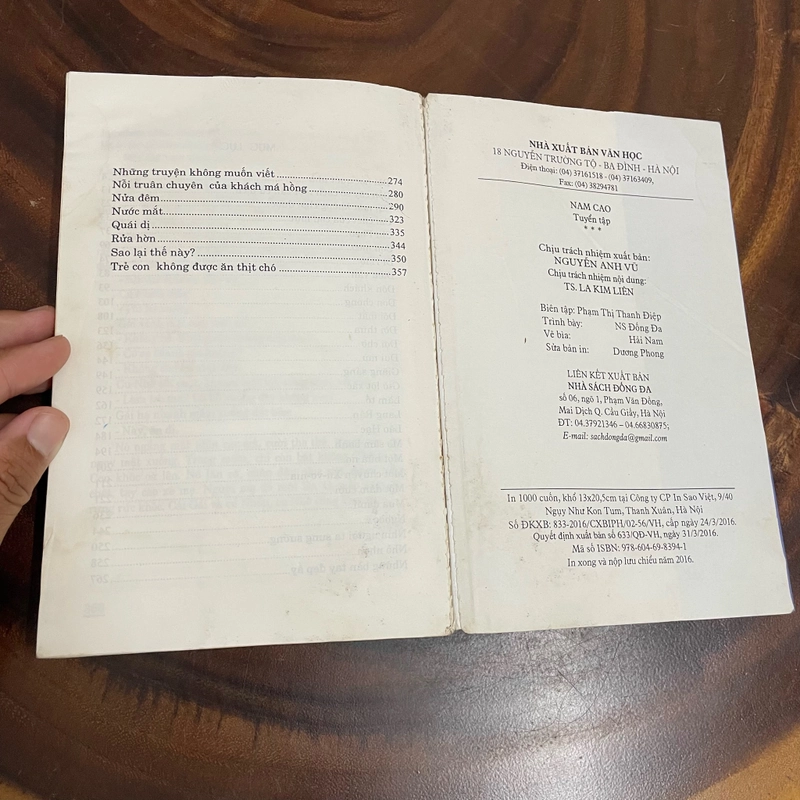 Những truyện không muốn viết 274
Nỗi truân chuyên của khách má hồng 280
Nửa đêm 290
Nước mắt 323
Quái dị 335
Rửa hờn 344
Sao lại thế này? 350
Trẻ con không được ăn thịt chó 357
NHÀ XUẤT BẢN VĂN HỌC
18 NGUYỄN TRƯỜNG TỘ - BA ĐÌNH - HÀ NỘI
Điện thoại: (04) 37161518 - (04) 37163409,
Fax: (04) 38294781
NAM CAO
Tuyển tập
* * *
Chịu trách nhiệm xuất bản:
NGUYỄN ANH VŨ
Chịu trách nhiệm nội dung:
TS. LA KIM LIÊN
Biên tập: Phạm Thị Thanh Điệp
Trình bày: NS Đống Đa
Vẽ bìa: Hải Nam
Sửa bản in: Dương Phong
LIÊN KẾT XUẤT BẢN
NHÀ SÁCH ĐỐNG ĐA
số 06, ngõ 1, Phạm Văn Đồng,
Mai Dịch Q. Cầu Giấy, Hà Nội
ĐT: 04.37921346 - 04.66830875;
E-mail: sachdongda@gmail.com
In 1000 cuốn, khổ 13x20,5cm tại Công ty CP In Sao Việt, 9/40
Ngụy Như Kon Tum, Thanh Xuân, Hà Nội
Số ĐKXB: 833-2016/CXBIPH/02-56/VH, cấp ngày 24/3/2016.
Quyết định xuất bản số 633/QĐ-VH, ngày 31/3/2016.
Mã số ISBN: 978-604-69-8394-1
In xong và nộp lưu chiểu năm 2016.